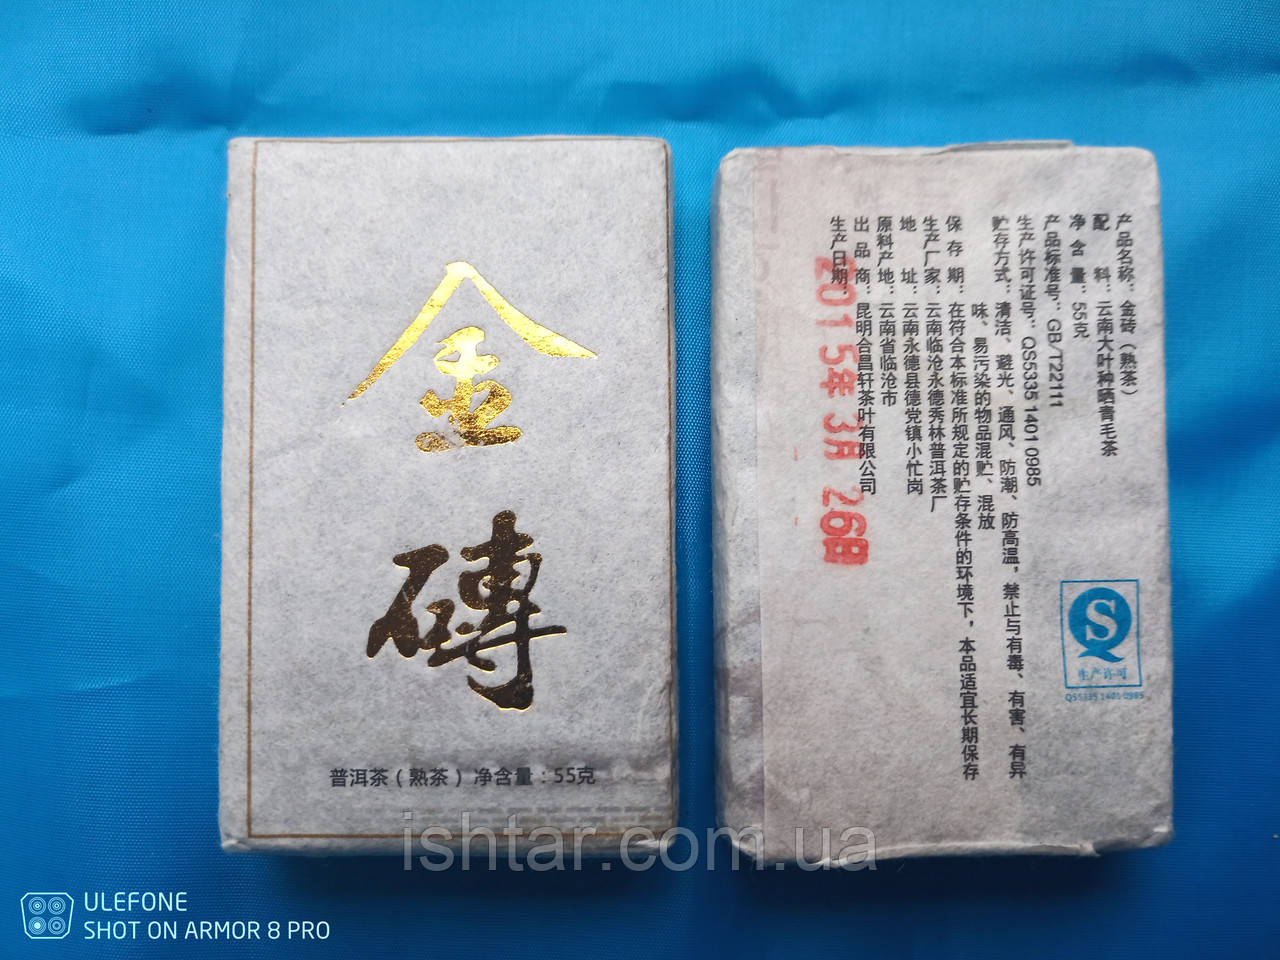 金
磚
普洱茶（熟茶） 净含量：55克
产品名称：金砖（熟茶）
配 料：云南大叶种晒青毛茶
净 含 量：55克
产品标准号：GB/T22111
生产许可证号：QS5335 1401 0985
贮存方式：清洁、避光、通风、防潮、防高温，禁止与有毒、有害、有异
味、易污染的物品混贮、混放
保 存 期：在符合本标准所规定的贮存条件的环境下，本品适宜长期保存
生产厂家：云南临沧永德秀林普洱茶厂
地 址：云南永德县德党镇小忙岗
原料产地：云南省临沧市
出 品 商：昆明合昌轩茶叶有限公司
生产日期：
2015年3月26日
QS
生产许可
QS5335 1401 0985
ishtar.com.ua
ULEFONE
SHOT ON ARMOR 8 PRO